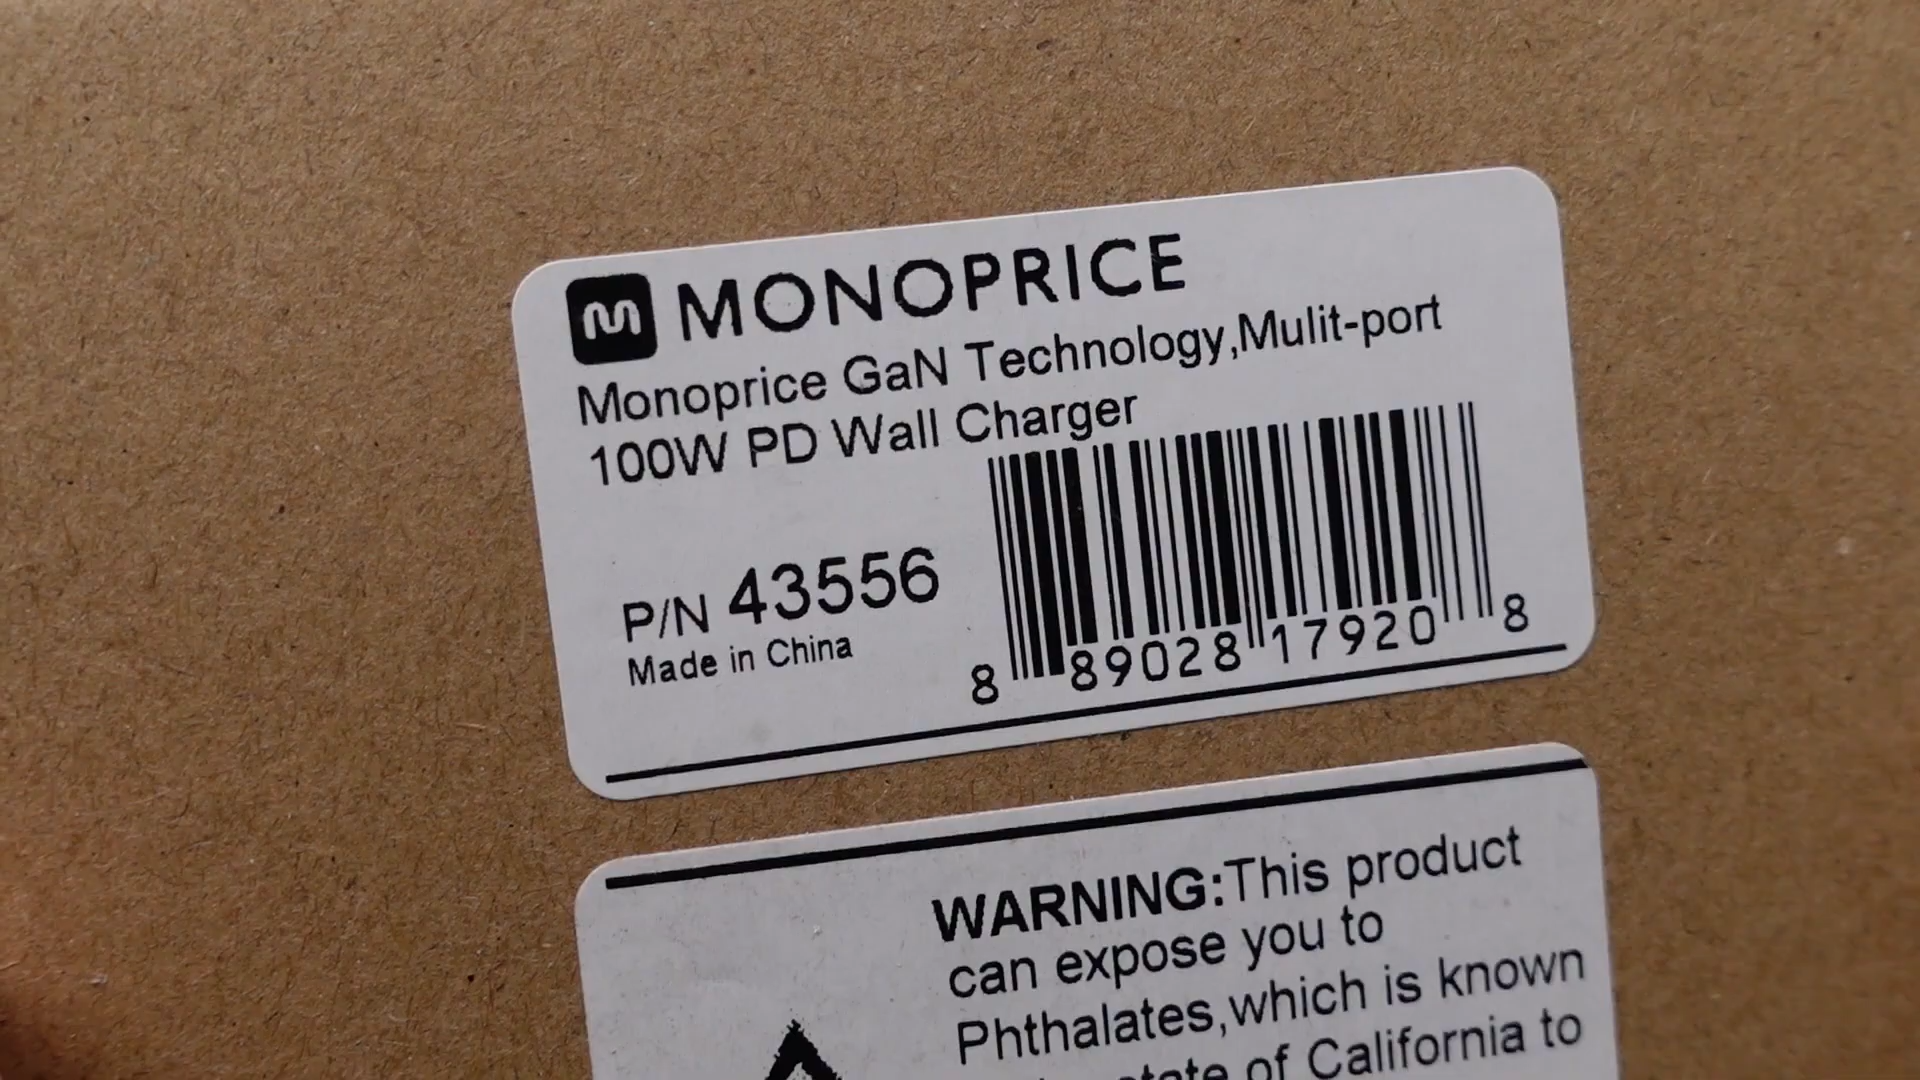 MONOPRICE
Monoprice GaN Technology,Mulit-port
100W PD Wall Charger
P/N 43556
Made in China
8 89028 17920 8
WARNING:This product
can expose you to
Phthalates,which is known
state of California to